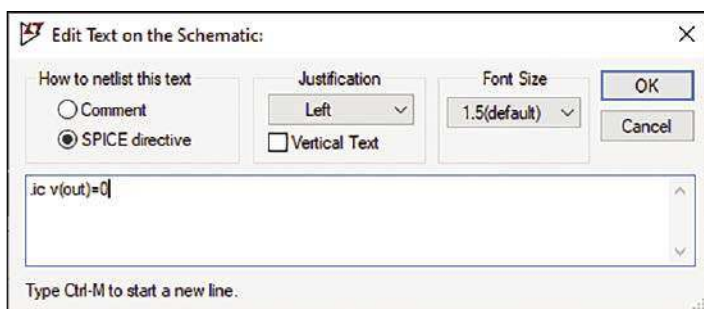 Edit Text on the Schematic:
How to netlist this text
Comment
SPICE directive
Justification
Left
Vertical Text
Font Size
1.5(default)
OK
Cancel
.ic v(out)=0
Type Ctrl-M to start a new line.